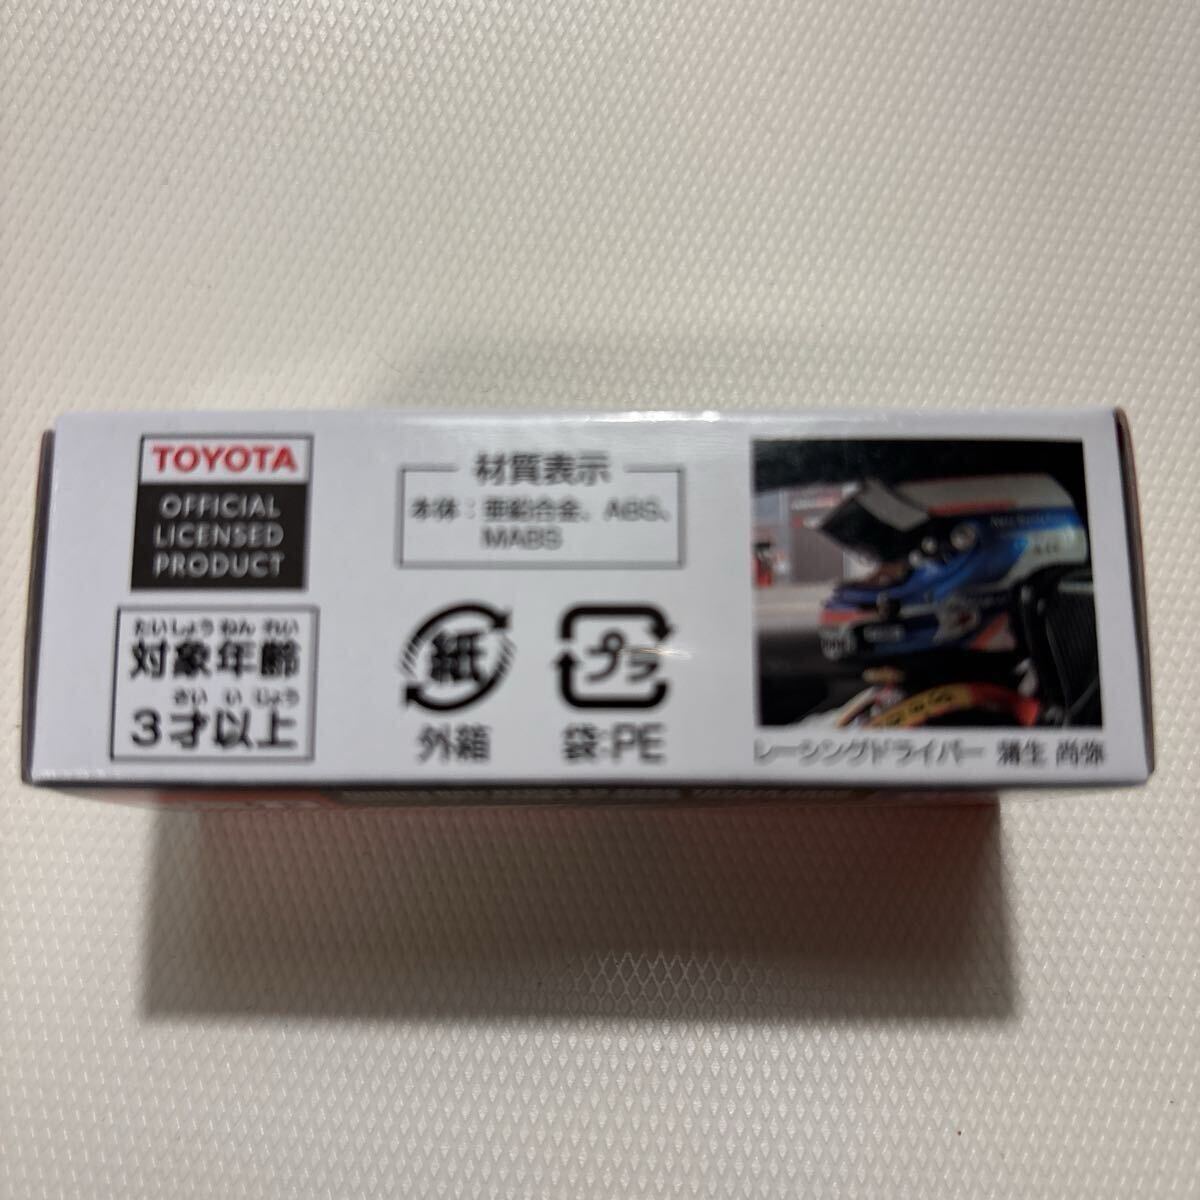 TOYOTA
OFFICIAL
LICENSED
PRODUCT
たいしょうねんれい
対象年齢
さいいじょう
3才以上
材質表示
本体：亜鉛合金、ABS、
MABS
紙
外箱
プラ
袋:PE
レーシングドライバー 蒲生 尚弥